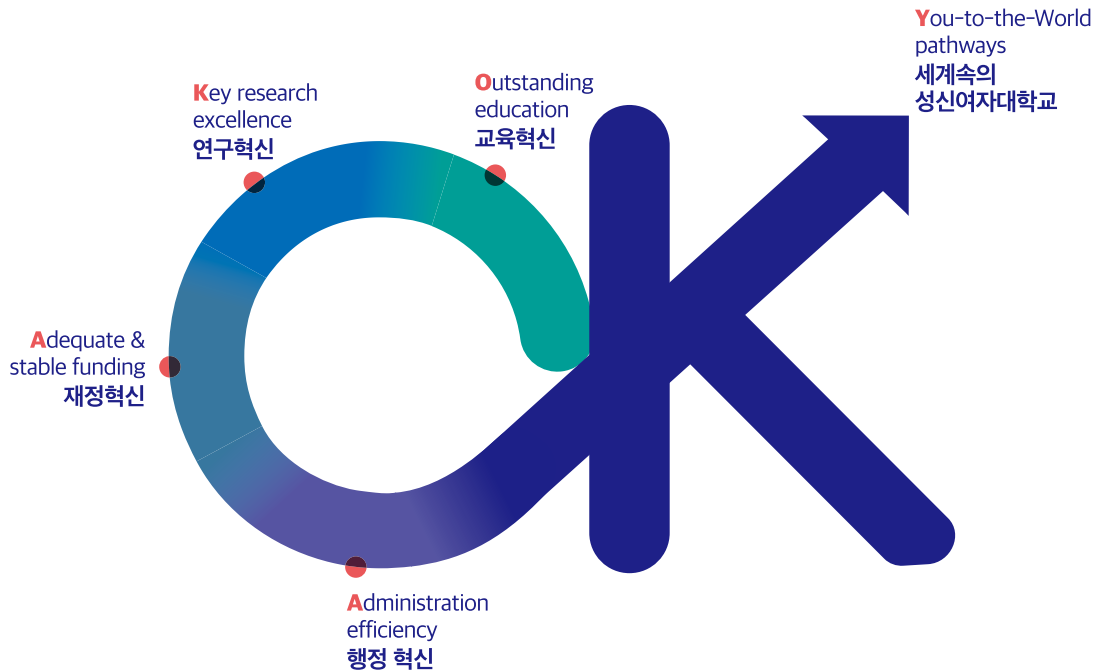 You-to-the-World
pathways
세계속의
성신여자대학교
Outstanding
education
교육혁신
Key research
excellence
연구혁신
Adequate &
stable funding
재정혁신
Administration
efficiency
행정 혁신
OK